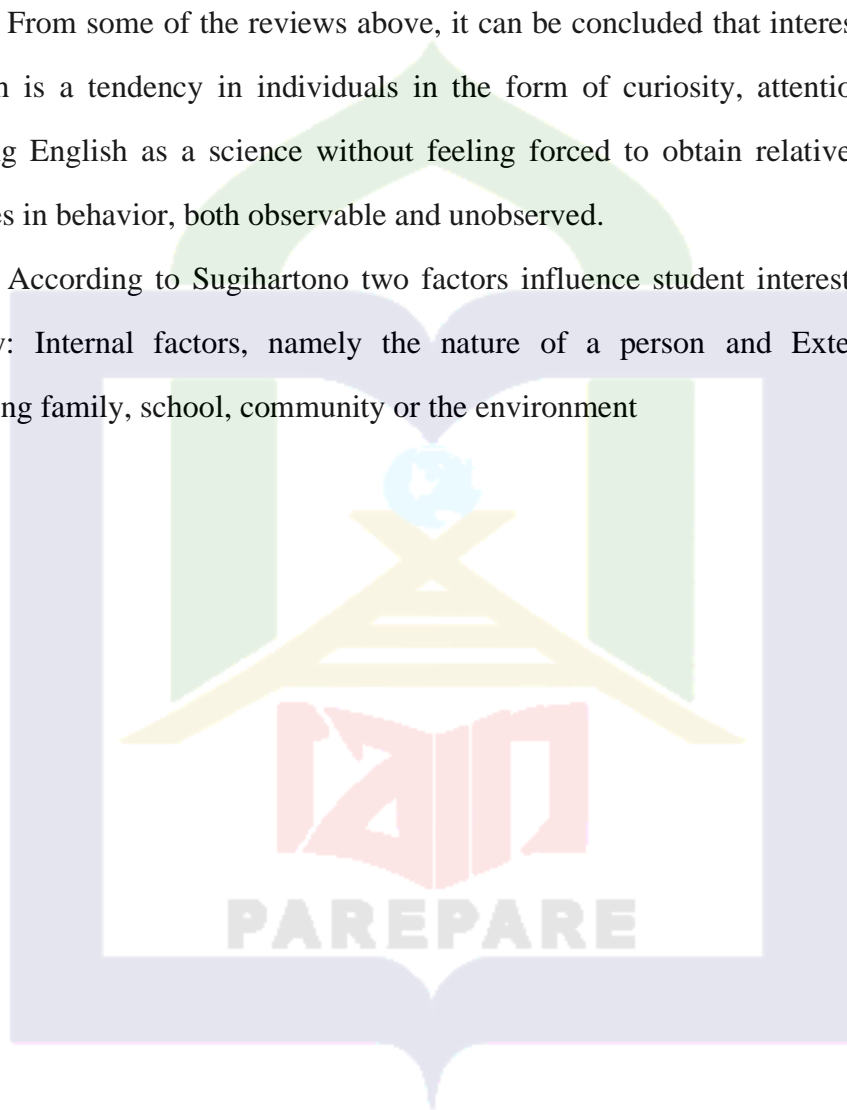 From some of the reviews above, it can be concluded that interes
is a tendency in individuals in the form of curiosity, attentio
ng English as a science without feeling forced to obtain relative
es in behavior, both observable and unobserved.
According to Sugihartono two factors influence student interest
: Internal factors, namely the nature of a person and Exte
ng family, school, community or the environment
IAIN
PAREPARE